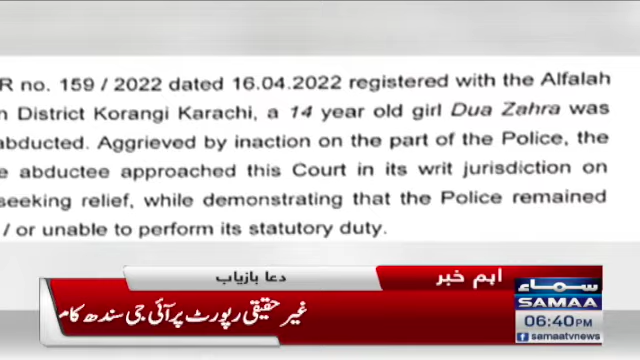 R no. 159 / 2022 dated 16.04.2022 registered with the Alfalah
n District Korangi Karachi, a 14 year old girl Dua Zahra was
abducted. Aggrieved by inaction on the part of the Police, the
e abductee approached this Court in its writ jurisdiction on
seeking relief, while demonstrating that the Police remained
/ or unable to perform its statutory duty.
اہم خبر
دعا بازیاب
غیر حقیقی رپورٹ پر آئی جی سندھ کام
سماء
SAMAA
06:40PM
samaatvnews